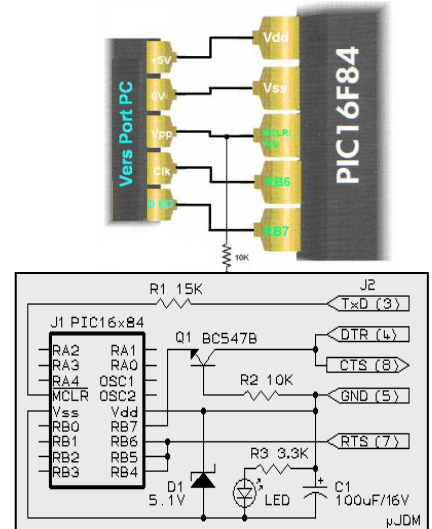 Vers Port PC
+5V
0V
Vpp
Clk
Vdd
Vss
MCLR/
Vpp
RB6
RB7
PIC16F84
10K
R1 15K
J2
TxD (3)
J1 PIC16x84
Q1 BC547B
DTR (4)
CTS (8)
RA2 RA1
RA3 RA0
RA4 OSC1
MCLR OSC2
Vss Vdd
RB0 RB7
RB1 RB6
RB2 RB5
RB3 RB4
R2 10K
GND (5)
R3 3.3K
RTS (7)
D1
5.1V
LED
C1
100uF/16V
µJDM